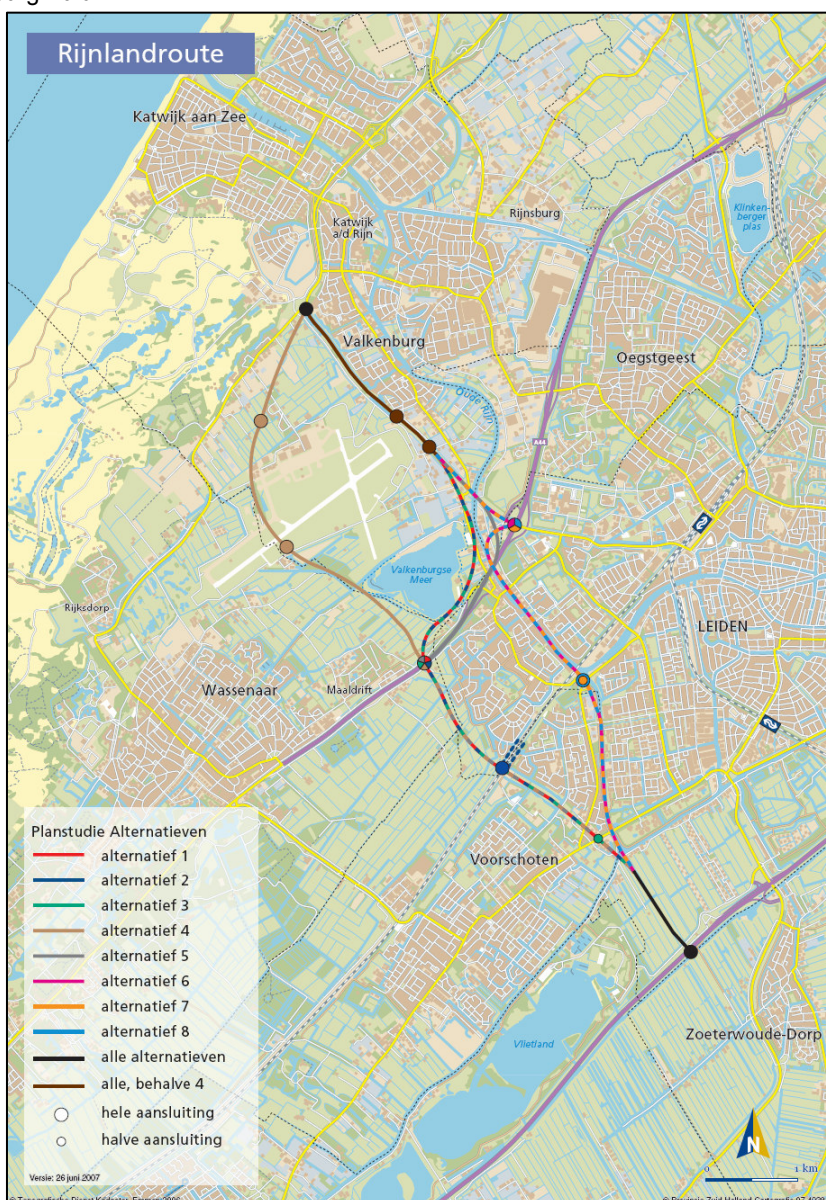 Rijnlandroute
Katwijk aan Zee
Klinken-
berger
plas
Rijnsburg
Katwijk
a/d Rijn
Valkenburg
Oegstgeest
Oude Rijn
A44
Valkenburgse
Meer
Rijksdorp
LEIDEN
Wassenaar
Maaldrift
Voorschoten
Planstudie Alternatieven
alternatief 1
alternatief 2
alternatief 3
alternatief 4
alternatief 5
alternatief 6
alternatief 7
alternatief 8
alle alternatieven
alle, behalve 4
hele aansluiting
halve aansluiting
Vlietland
Zoeterwoude-Dorp
N
0 1 km
Versie: 26 juni 2007